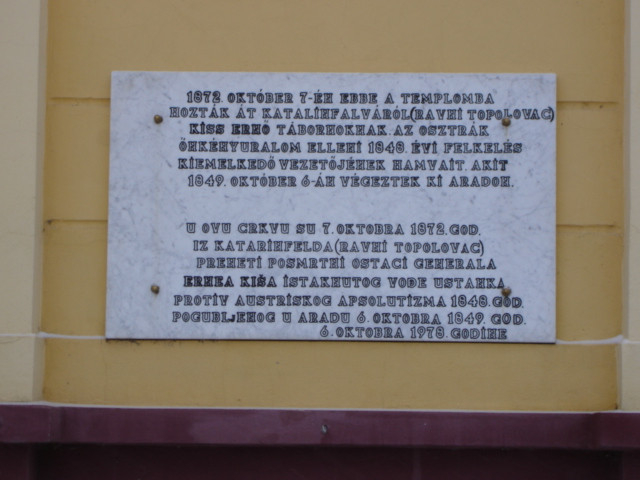 1872. OKTÓBER 7-ÉN EBBE A TEMPLOMBA
HOZTÁK ÁT KATALINFALVÁRÓL(RAVNI TOPOLOVAC)
KISS ERNŐ TÁBORNOKNAK. AZ OSZTRÁK
ÖNKÉNYURALOM ELLENI 1848. ÉVI FELKELÉS
KIEMELKEDŐ VEZETŐJÉNEK HAMVAIT. AKIT
1849. OKTÓBER 6-ÁN VÉGEZTEK KI ARADON.
U OVU CRKVU SU 7. OKTOBRA 1872. GOD.
IZ KATARINFELDA(RAVNI TOPOLOVAC)
PRENETI POSMRTNI OSTACI GENERALA
ERNEA KIŠA ISTAKNUTOG VOĐE USTANKA
PROTIV AUSTRISKOG APSOLUTIZMA 1848. GOD.
POGUBLJENOG U ARADU 6. OKTOBRA 1849. GOD.
6. OKTOBRA 1978. GODINE